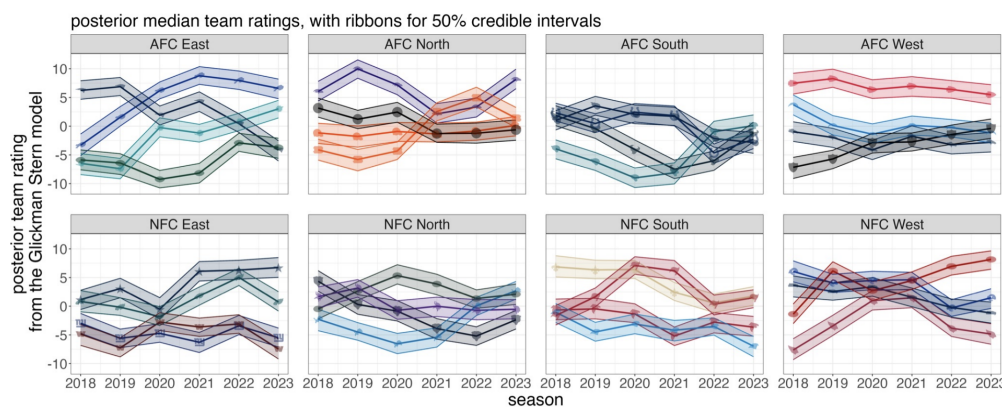 posterior median team ratings, with ribbons for 50% credible intervals
AFC East
AFC North
AFC South
AFC West
10
5
0
-5
-10
NFC East
NFC North
NFC South
NFC West
10
5
0
-5
-10
2018 2019 2020 2021 2022 2023
2018 2019 2020 2021 2022 2023
2018 2019 2020 2021 2022 2023
2018 2019 2020 2021 2022 2023
season
posterior team rating
from the Glickman Stern model